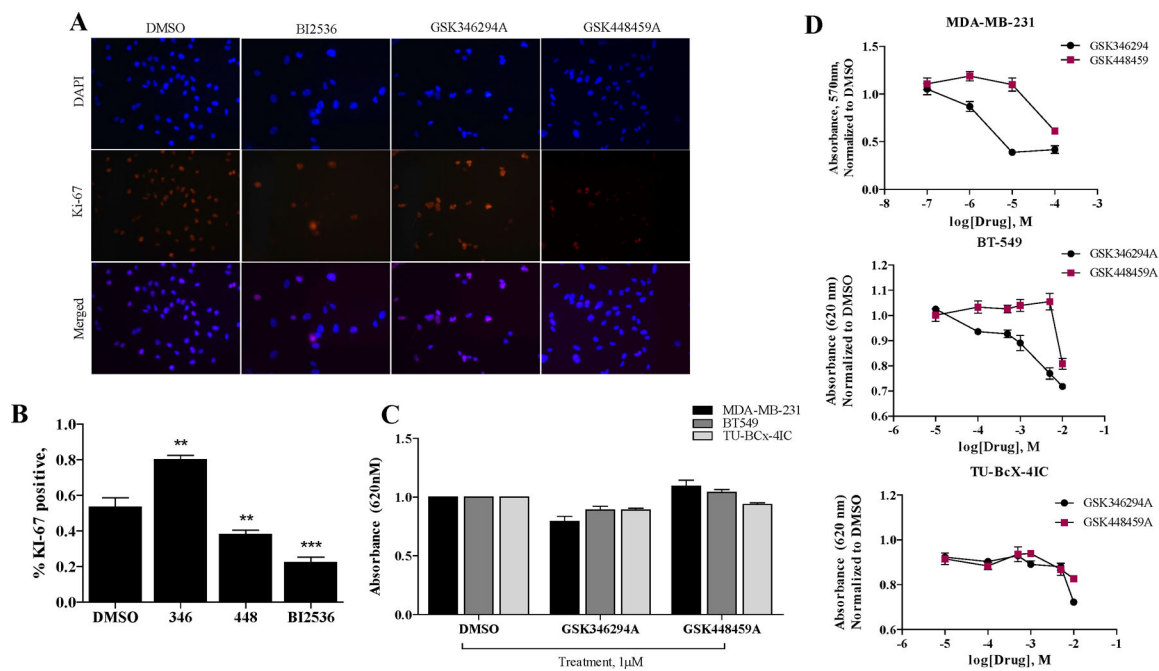 A
DMSO
BI2536
GSK346294A
GSK448459A
DAPI
Ki-67
Merged
B
% KI-67 positive,
1.0
0.8
0.6
0.4
0.2
0.0
**
**
***
DMSO
346
448
BI2536
C
MDA-MB-231
BT549
TU-BCx-4IC
Absorbance (620nM)
1.5
1.0
0.5
0.0
DMSO
GSK346294A
GSK448459A
Treatment, 1μM
D
MDA-MB-231
GSK346294
GSK448459
Absorbance, 570nm,
Normalized to DMSO
1.5
1.0
0.5
0.0
-8
-7
-6
-5
-4
-3
log[Drug], M
BT-549
GSK346294A
GSK448459A
Absorbance (620 nm)
Normalized to DMSO
1.2
1.1
1.0
0.9
0.8
0.7
0.6
-5
-4
-3
-2
-1
log[Drug], M
TU-BcX-4IC
GSK346294A
GSK448459A
Absorbance (620 nm)
Normalized to DMSO
1.2
1.0
0.8
0.6
-6
-5
-4
-3
-2
-1
log[Drug], M